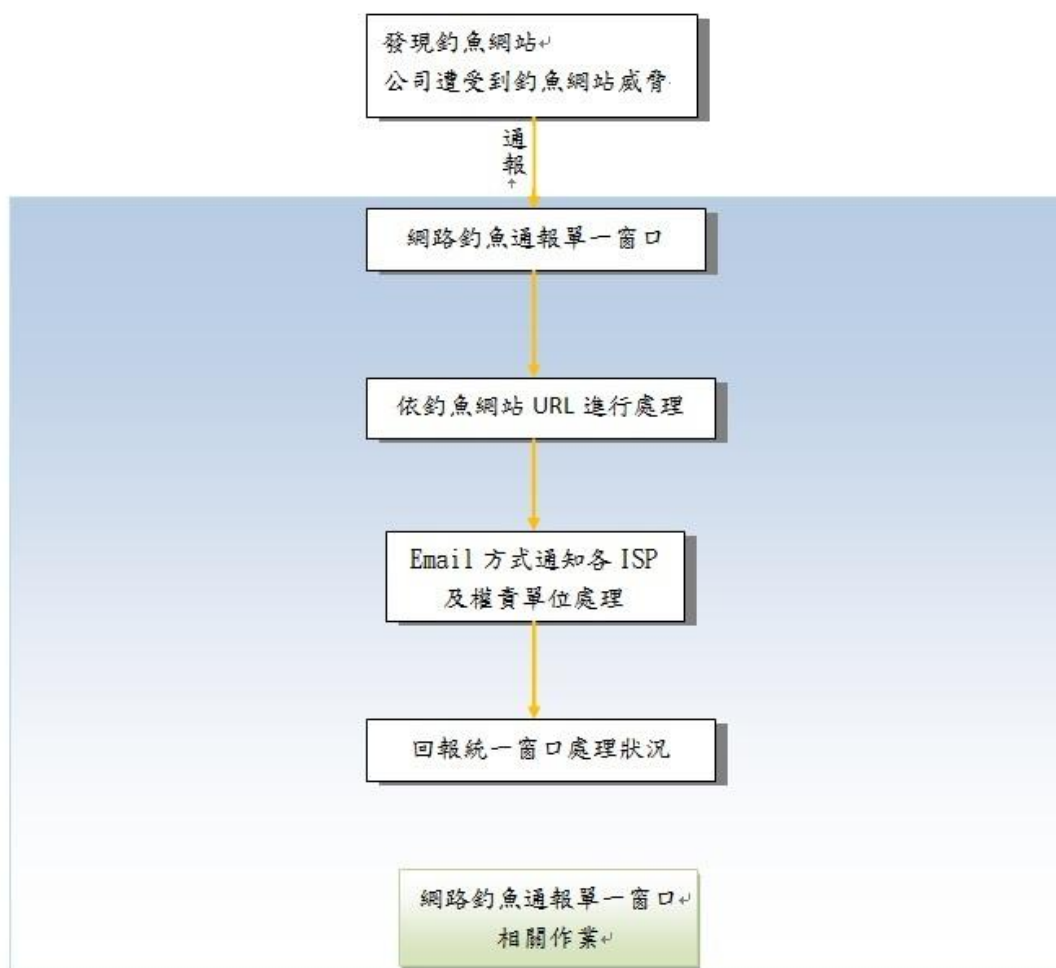 發現釣魚網站
公司遭受到釣魚網站威脅
通
報
網路釣魚通報單一窗口
依釣魚網站 URL 進行處理
Email 方式通知各 ISP
及權責單位處理
回報統一窗口處理狀況
網路釣魚通報單一窗口
相關作業